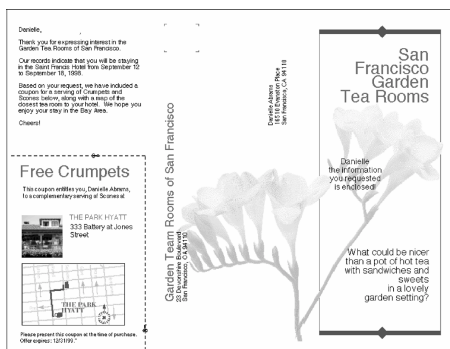 Danielle,
Thank you for expressing interest in the
Garden Tea Rooms of San Francisco.
Our records indicate that you will be staying
in the Saint Francis Hotel from September 12
to September 18, 1998.
Based on your request, we have included a
coupon for a serving of Crumpets and
Scones below, along with a map of the
closest tea room to your hotel. We hope you
enjoy your stay in the Bay Area.
Cheers!
Free Crumpets
This coupon entitles you, Danielle Abrams,
to a complementary serving of Scones at
THE PARK HYATT
333 Battery at Jones
Street
THE PARK
HYATT
Please present this coupon at the time of purchase.
Offer expires: 12/31/99.*
Garden Team Rooms of San Francisco
23 Devonshire Boulevard
San Francisco, CA 94110
Danielle Abrams
16510 Evanston Place
San Francisco, CA 94110
San
Francisco
Garden
Tea Rooms
Danielle
the information
you requested
is enclosed!
What could be nicer
than a pot of hot tea
with sandwiches and
sweets
in a lovely
garden setting?